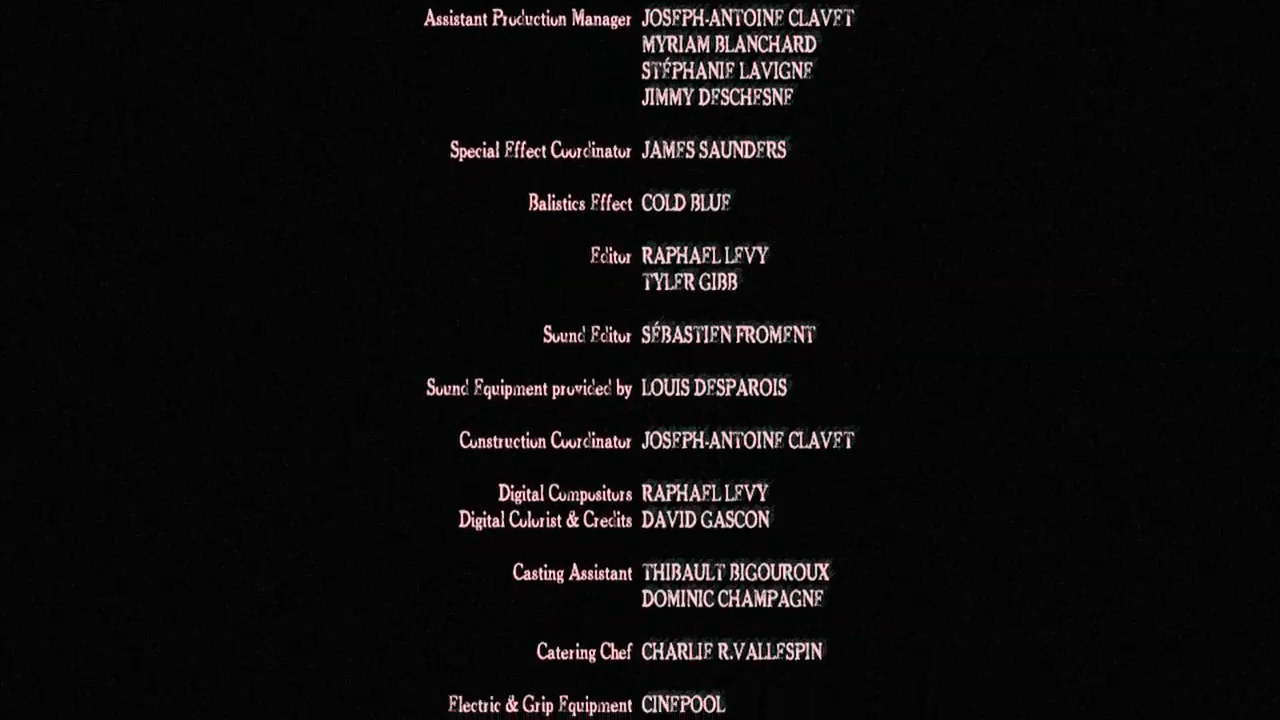 Assistant Production Manager JOSEPH-ANTOINE CLAVET
MYRIAM BLANCHARD
STÉPHANIE LAVIGNE
JIMMY DESCHESNE
Special Effect Coordinator JAMES SAUNDERS
Balistics Effect COLD BLUE
Editor RAPHAEL LEVY
TYLER GIBB
Sound Editor SÉBASTIEN FROMENT
Sound Equipment provided by LOUIS DESPAROIS
Construction Coordinator JOSEPH-ANTOINE CLAVET
Digital Compositors RAPHAEL LEVY
Digital Colorist & Credits DAVID GASCON
Casting Assistant THIBAULT BIGOUROUX
DOMINIC CHAMPAGNE
Catering Chef CHARLIE R.VALLESPIN
Electric & Grip Equipment CINEPOOL